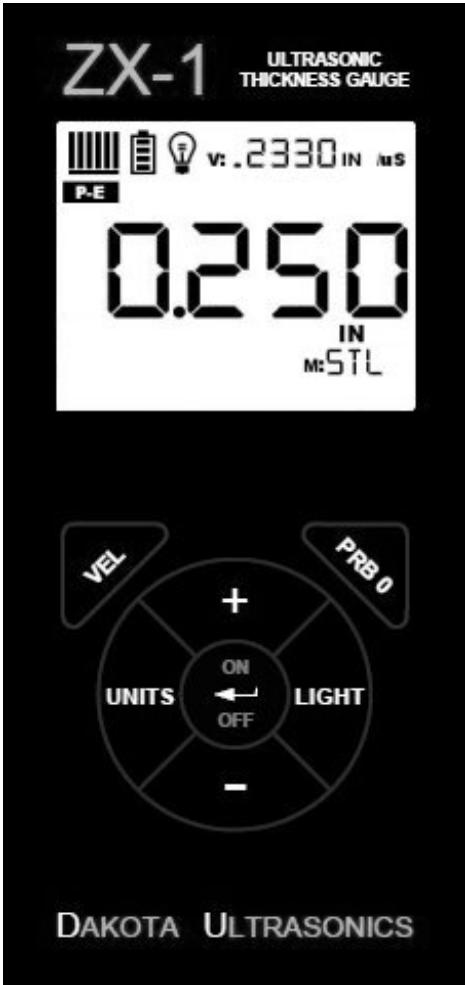 ZX-1
ULTRASONIC
THICKNESS GAUGE
V: .2330 IN /uS
P-E
0.250
IN
M:STL
VEL
PRB 0
+
ON
UNITS
LIGHT
OFF
-
DAKOTA ULTRASONICS